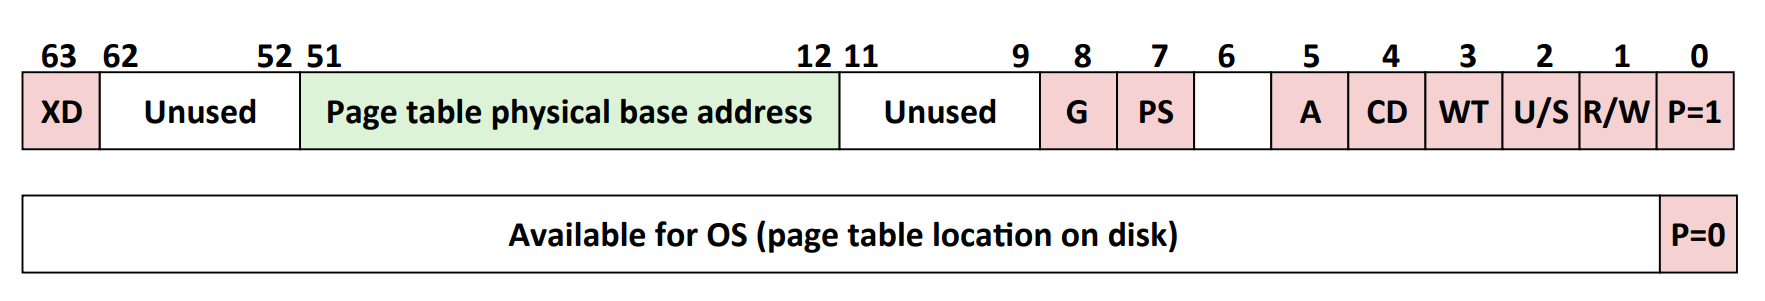 63 62 52 51 12 11 9 8 7 6 5 4 3 2 1 0
XD Unused Page table physical base address Unused G PS A CD WT U/S R/W P=1
Available for OS (page table location on disk) P=0